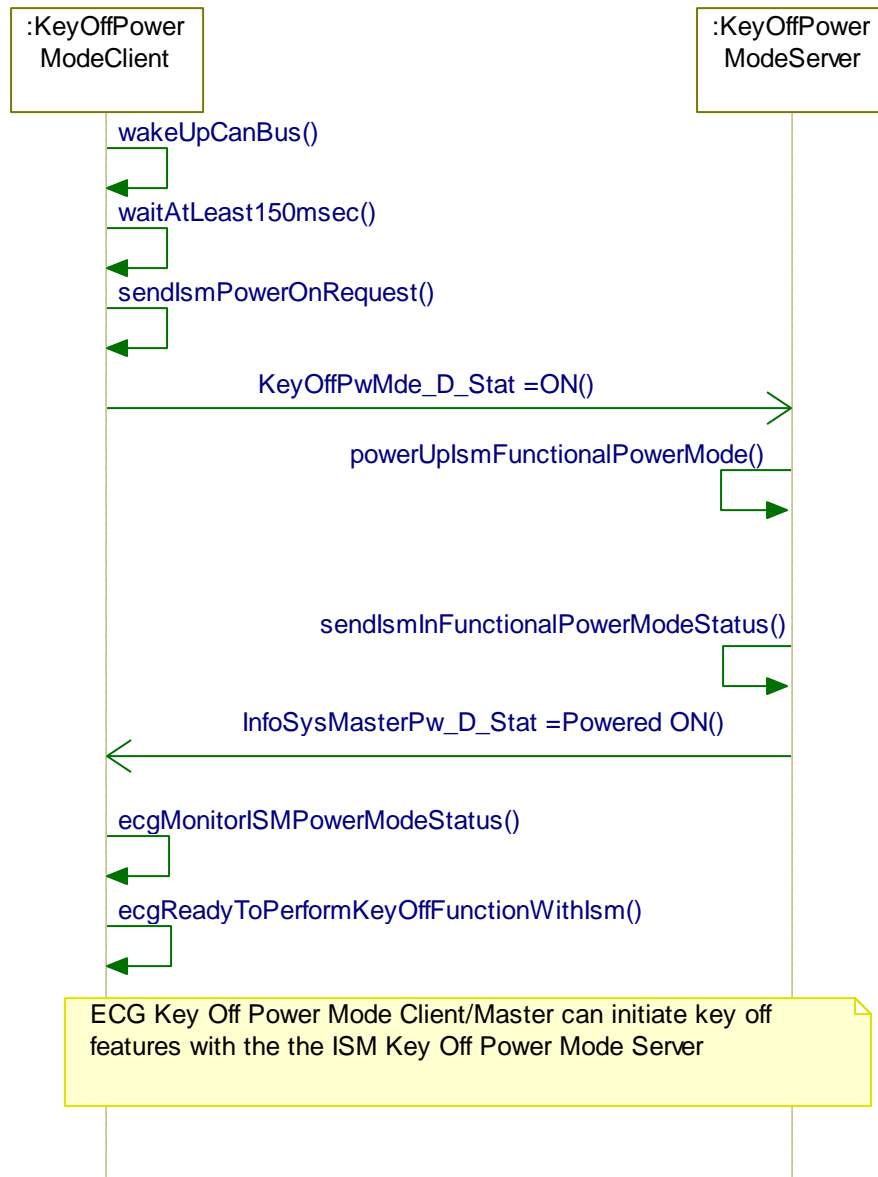 :KeyOffPower
ModeClient
:KeyOffPower
ModeServer
wakeUpCanBus()
waitAtLeast150msec()
sendIsmPowerOnRequest()
KeyOffPwMde_D_Stat =ON()
powerUpIsmFunctionalPowerMode()
sendIsmInFunctionalPowerModeStatus()
InfoSysMasterPw_D_Stat =Powered ON()
ecgMonitorISMPowerModeStatus()
ecgReadyToPerformKeyOffFunctionWithIsm()
ECG Key Off Power Mode Client/Master can initiate key off
features with the the ISM Key Off Power Mode Server